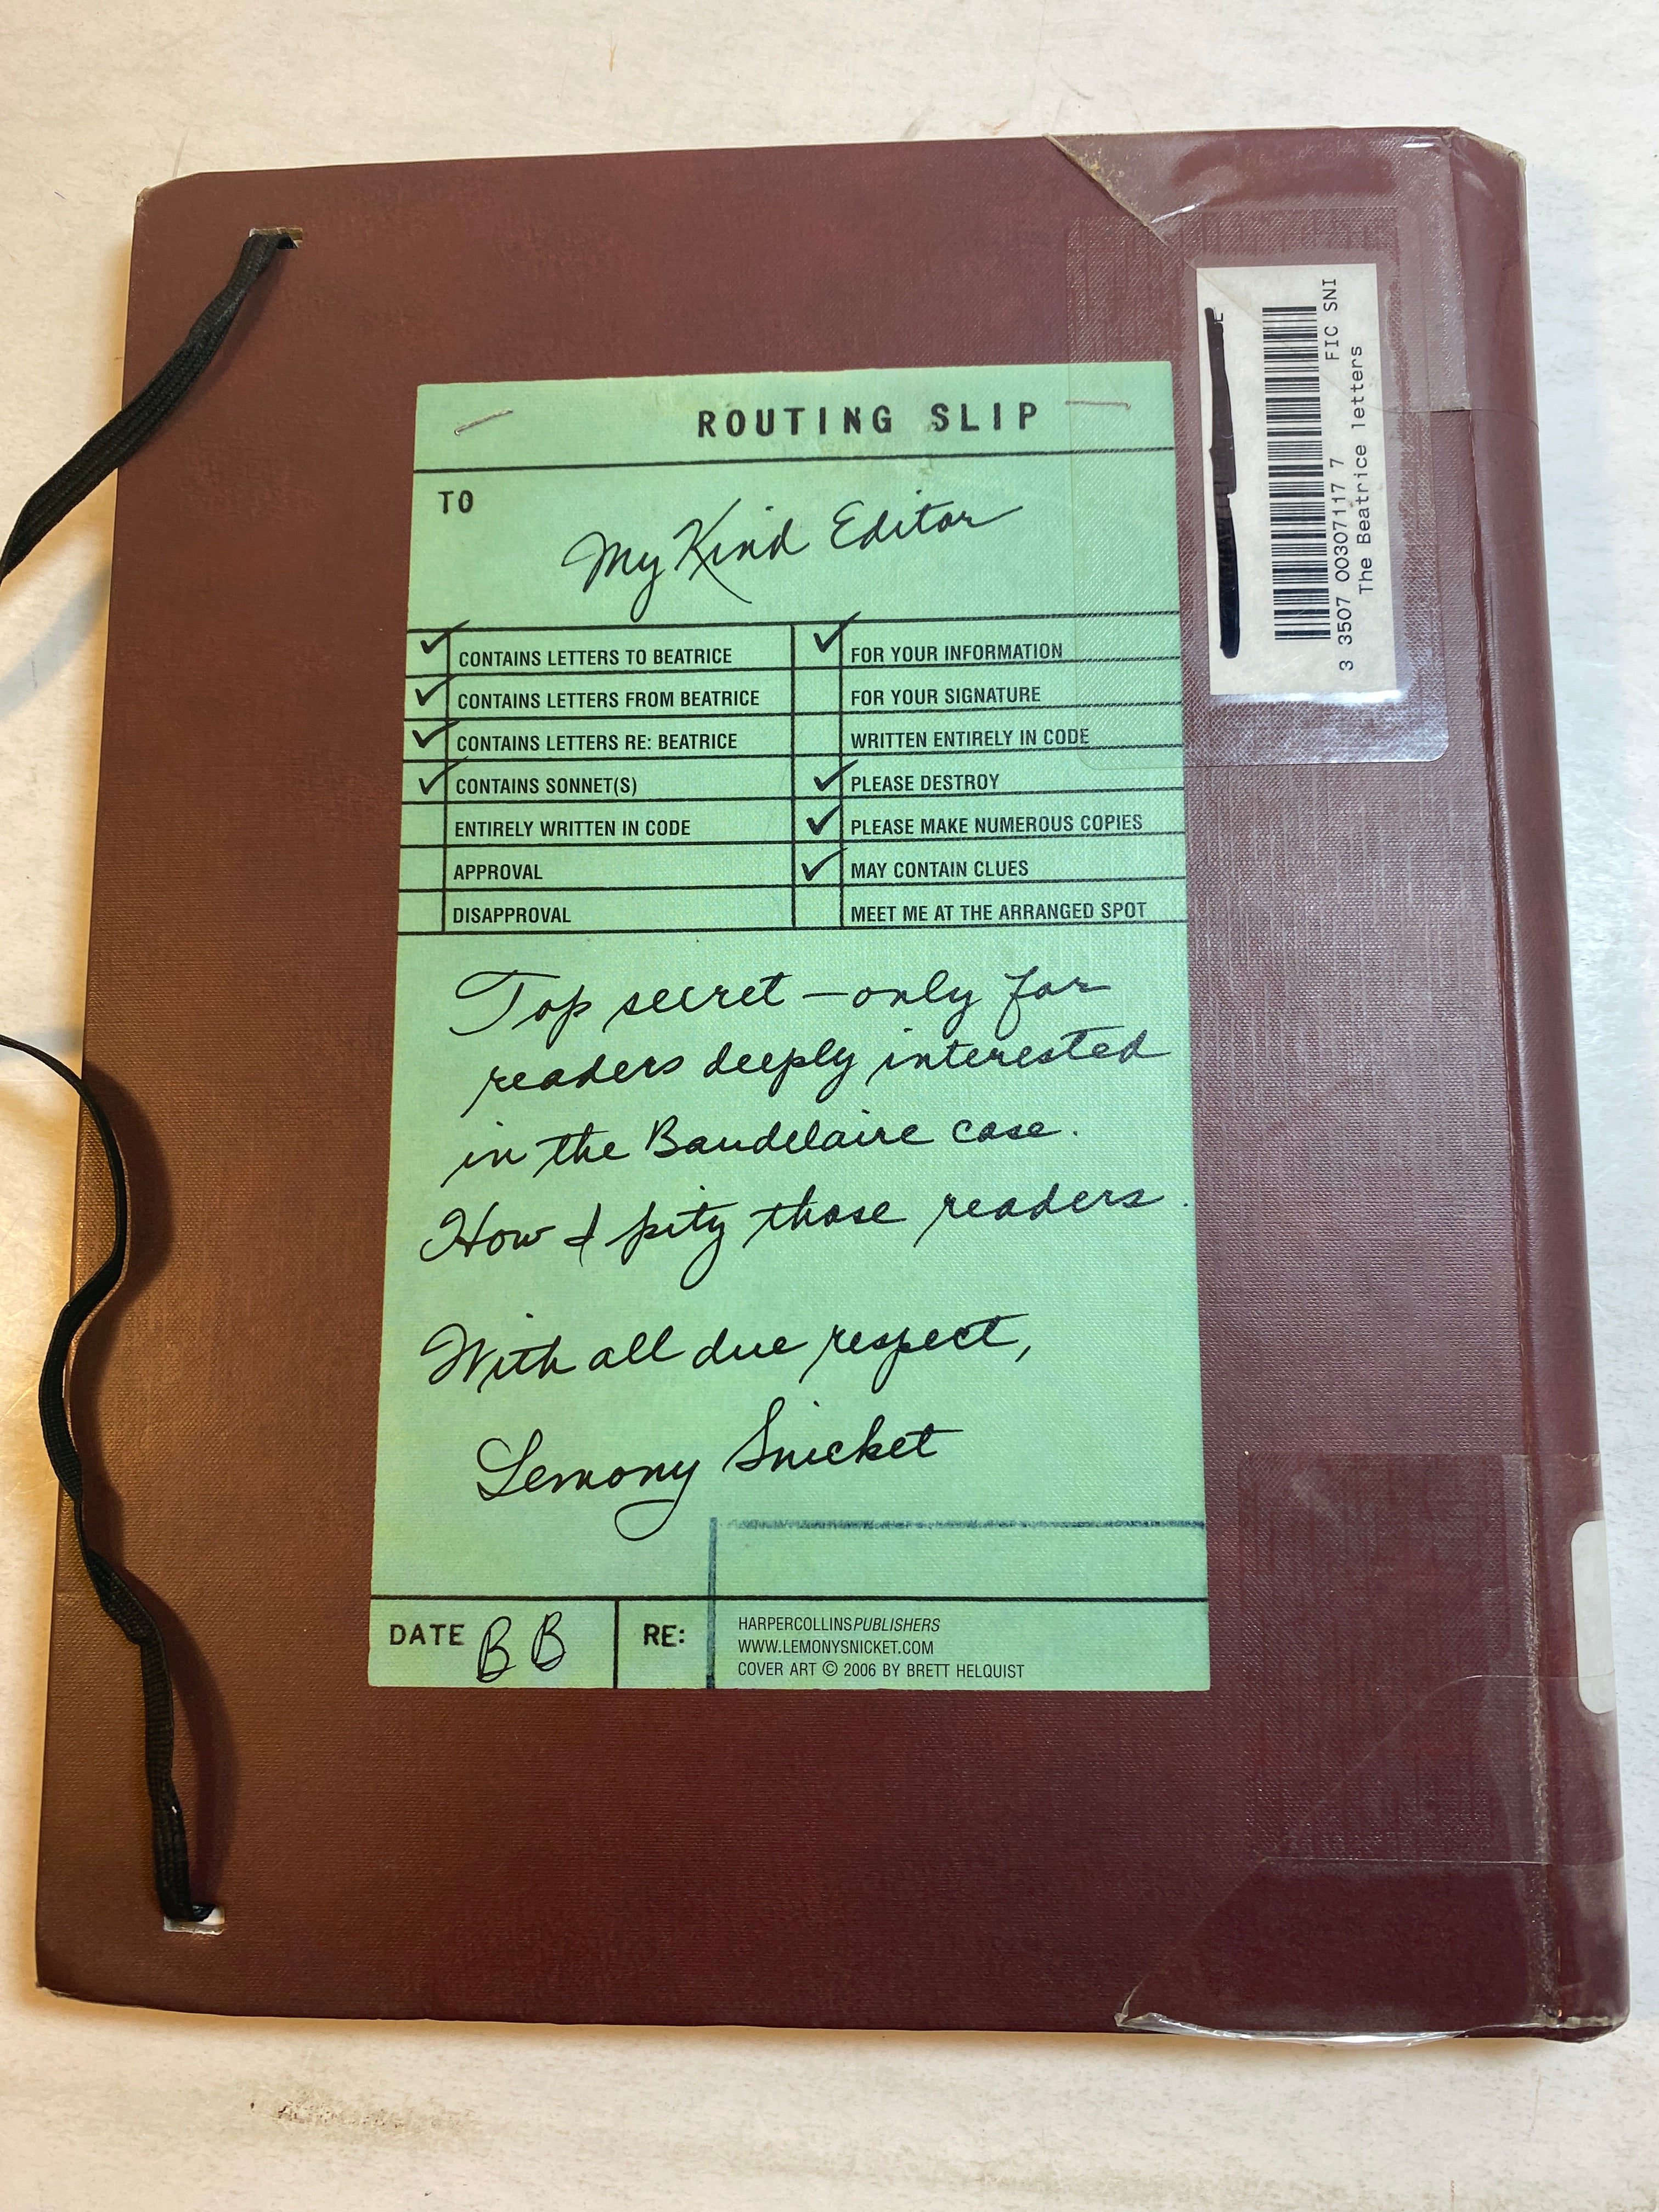 ROUTING SLIP
TO
My Kind Editor
✓ CONTAINS LETTERS TO BEATRICE
✓ CONTAINS LETTERS FROM BEATRICE
✓ CONTAINS LETTERS RE: BEATRICE
✓ CONTAINS SONNET(S)
ENTIRELY WRITTEN IN CODE
APPROVAL
DISAPPROVAL
✓ FOR YOUR INFORMATION
FOR YOUR SIGNATURE
WRITTEN ENTIRELY IN CODE
✓ PLEASE DESTROY
✓ PLEASE MAKE NUMEROUS COPIES
✓ MAY CONTAIN CLUES
MEET ME AT THE ARRANGED SPOT
Top secret – only for
readers deeply interested
in the Baudelaire case.
How I pity those readers.
With all due respect,
Lemony Snicket
DATE BB
RE:
HARPERCOLLINSPUBLISHERS
WWW.LEMONYSNICKET.COM
COVER ART © 2006 BY BRETT HELQUIST
3 3507 00307117 7
FIC SNI
The Beatrice letters